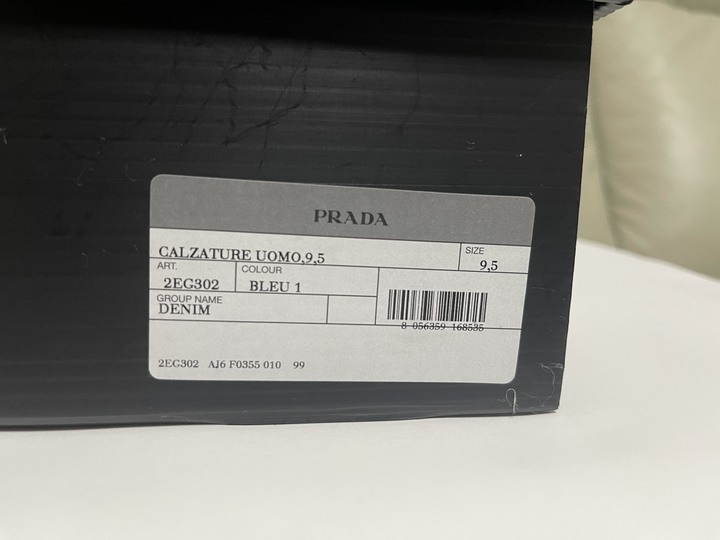 PRADA
CALZATURE UOMO,9,5
SIZE
9,5
ART.
2EG302
COLOUR
BLEU 1
GROUP NAME
DENIM
8 056359 168535
2EG302 AJ6 F0355 010 99